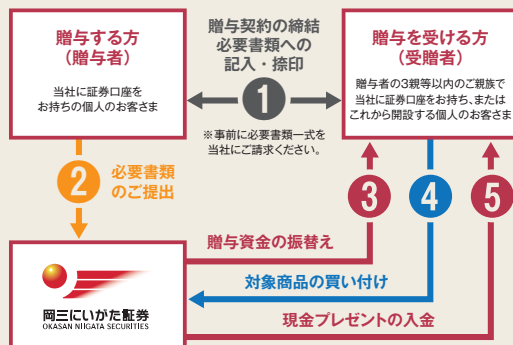 贈与する方
(贈与者)
当社に証券口座を
お持ちの個人のお客さま
贈与契約の締結
必要書類への
記入・捺印
1
※事前に必要書類一式を
当社にご請求ください。
贈与を受ける方
(受贈者)
贈与者の3親等以内のご親族で
当社に証券口座をお持ち、または
これから開設する個人のお客さま
2
必要書類
のご提出
3
4
5
贈与資金の振替え
対象商品の買い付け
現金プレゼントの入金
岡三にいがた証券
OKASAN NIIGATA SECURITIES